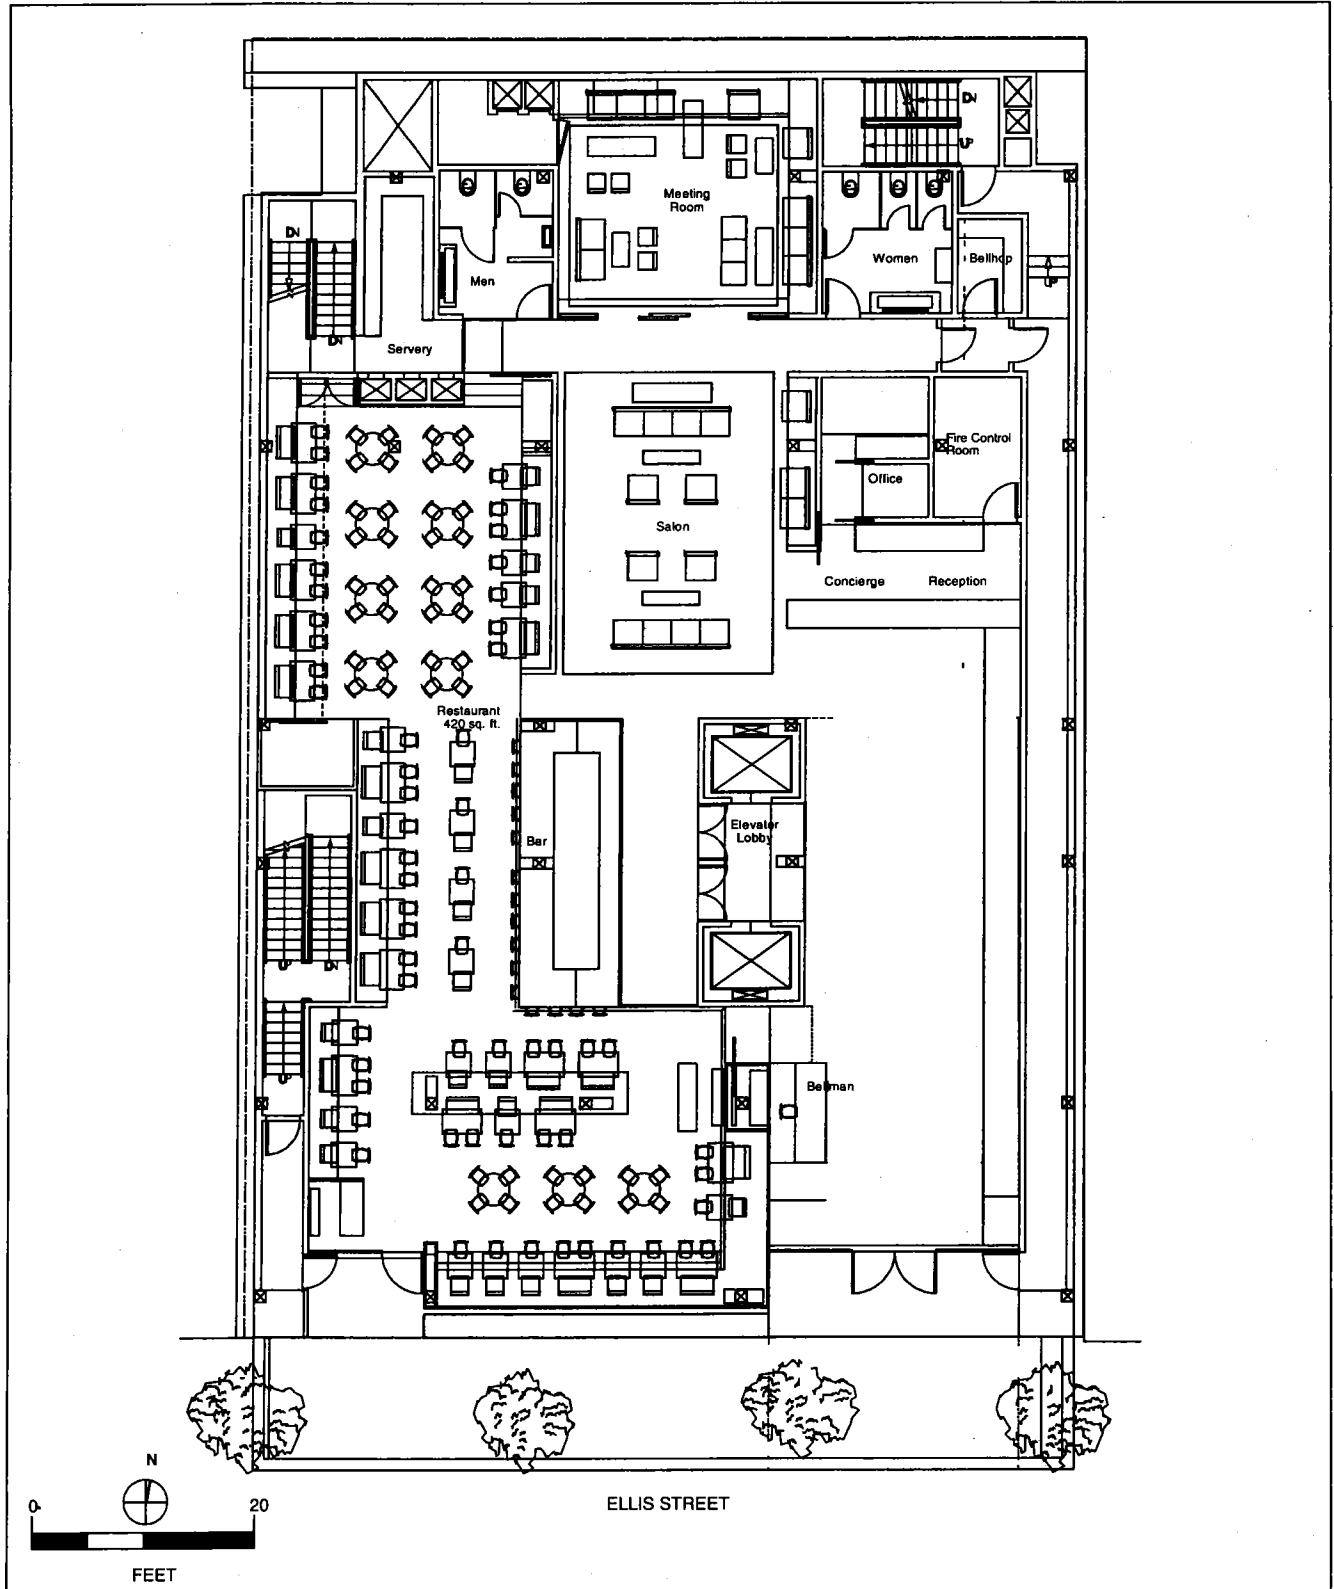 DN
UP
Meeting
Room
DN
Women
Bellhop
UP
Men
DN
Servery
Fire Control
Room
Office
Salon
Concierge
Reception
Restaurant
420 sq. ft.
Elevater
Lobby
Bar
UP
DN
UP
Bellman
N
0
20
ELLIS STREET
FEET